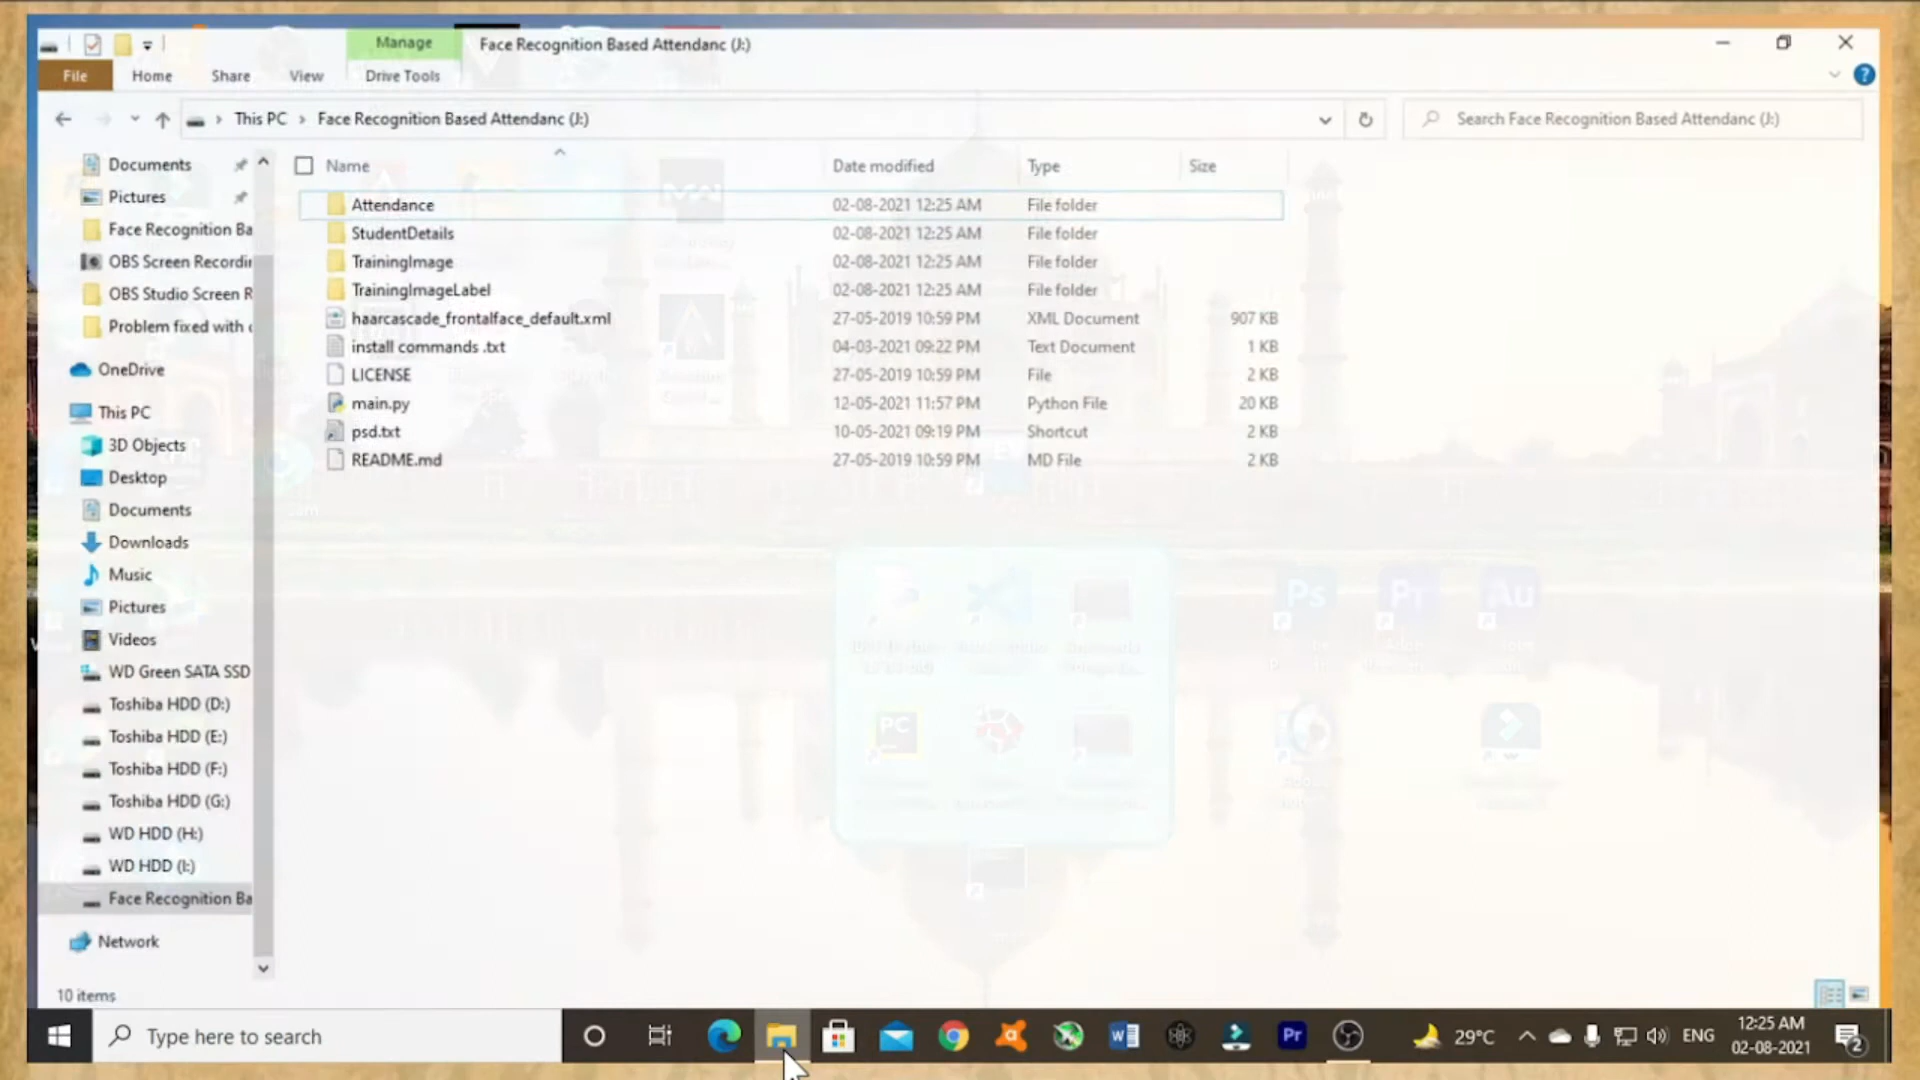 Manage
Face Recognition Based Attendanc (J:)
File
Home
Share
View
Drive Tools
This PC
Face Recognition Based Attendanc (J:)
Search Face Recognition Based Attendanc (J:)
Documents
Pictures
Face Recognition Ba
OBS Screen Recordin
OBS Studio Screen R
Problem fixed with
OneDrive
This PC
3D Objects
Desktop
Documents
Downloads
Music
Pictures
Videos
WD Green SATA SSD
Toshiba HDD (D:)
Toshiba HDD (E:)
Toshiba HDD (F:)
Toshiba HDD (G:)
WD HDD (H:)
WD HDD (I:)
Face Recognition Ba
Network
Name Date modified Type Size
Attendance 02-08-2021 12:25 AM File folder
StudentDetails 02-08-2021 12:25 AM File folder
TrainingImage 02-08-2021 12:25 AM File folder
TrainingImageLabel 02-08-2021 12:25 AM File folder
haarcascade_frontalface_default.xml 27-05-2019 10:59 PM XML Document 907 KB
install commands .txt 04-03-2021 09:22 PM Text Document 1 KB
LICENSE 27-05-2019 10:59 PM File 2 KB
main.py 12-05-2021 11:57 PM Python File 20 KB
psd.txt 10-05-2021 09:19 PM Shortcut 2 KB
README.md 27-05-2019 10:59 PM MD File 2 KB
Ps
Pr
Au
PC
10 items
Type here to search
Pr
29°C
ENG
12:25 AM
02-08-2021
2